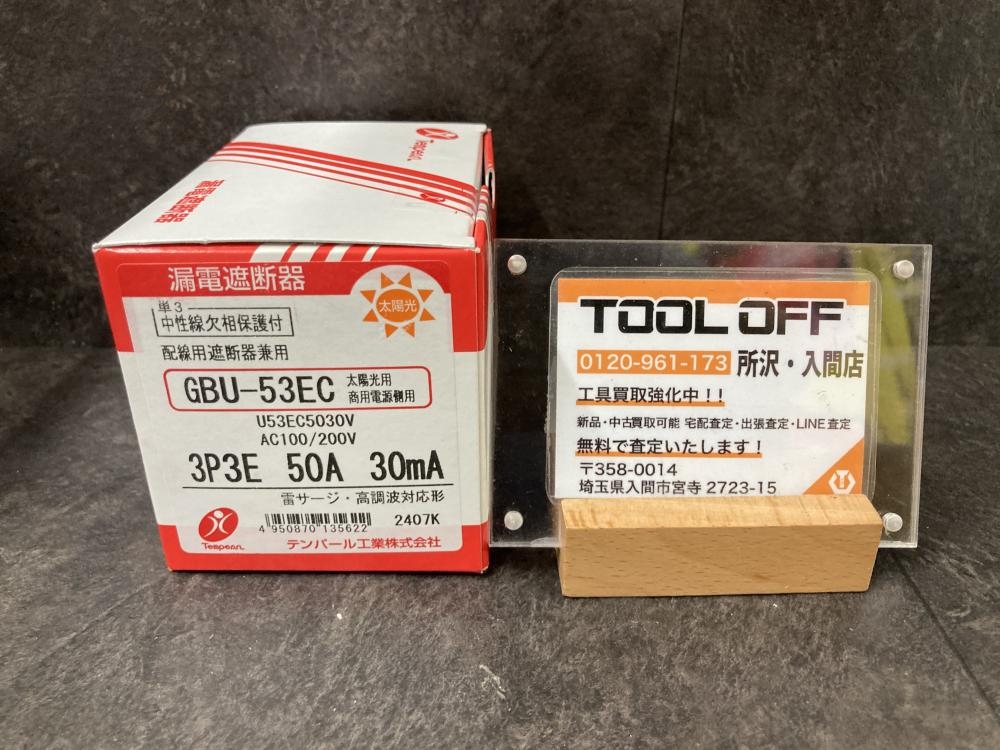 Tempearl
漏電遮断器
漏電遮断器
太陽光
単3
中性線欠相保護付
配線用遮断器兼用
GBU-53EC
太陽光用
商用電源側用
U53EC5030V
AC100/200V
3P3E 50A 30mA
雷サージ・高調波対応形
4 950870 135622
2407K
Tempearl
テンパール工業株式会社
TOOL OFF
0120-961-173 所沢・入間店
工具買取強化中！！
新品・中古買取可能 宅配査定・出張査定・LINE査定
無料で査定いたします！
〒358-0014
埼玉県入間市宮寺 2723-15